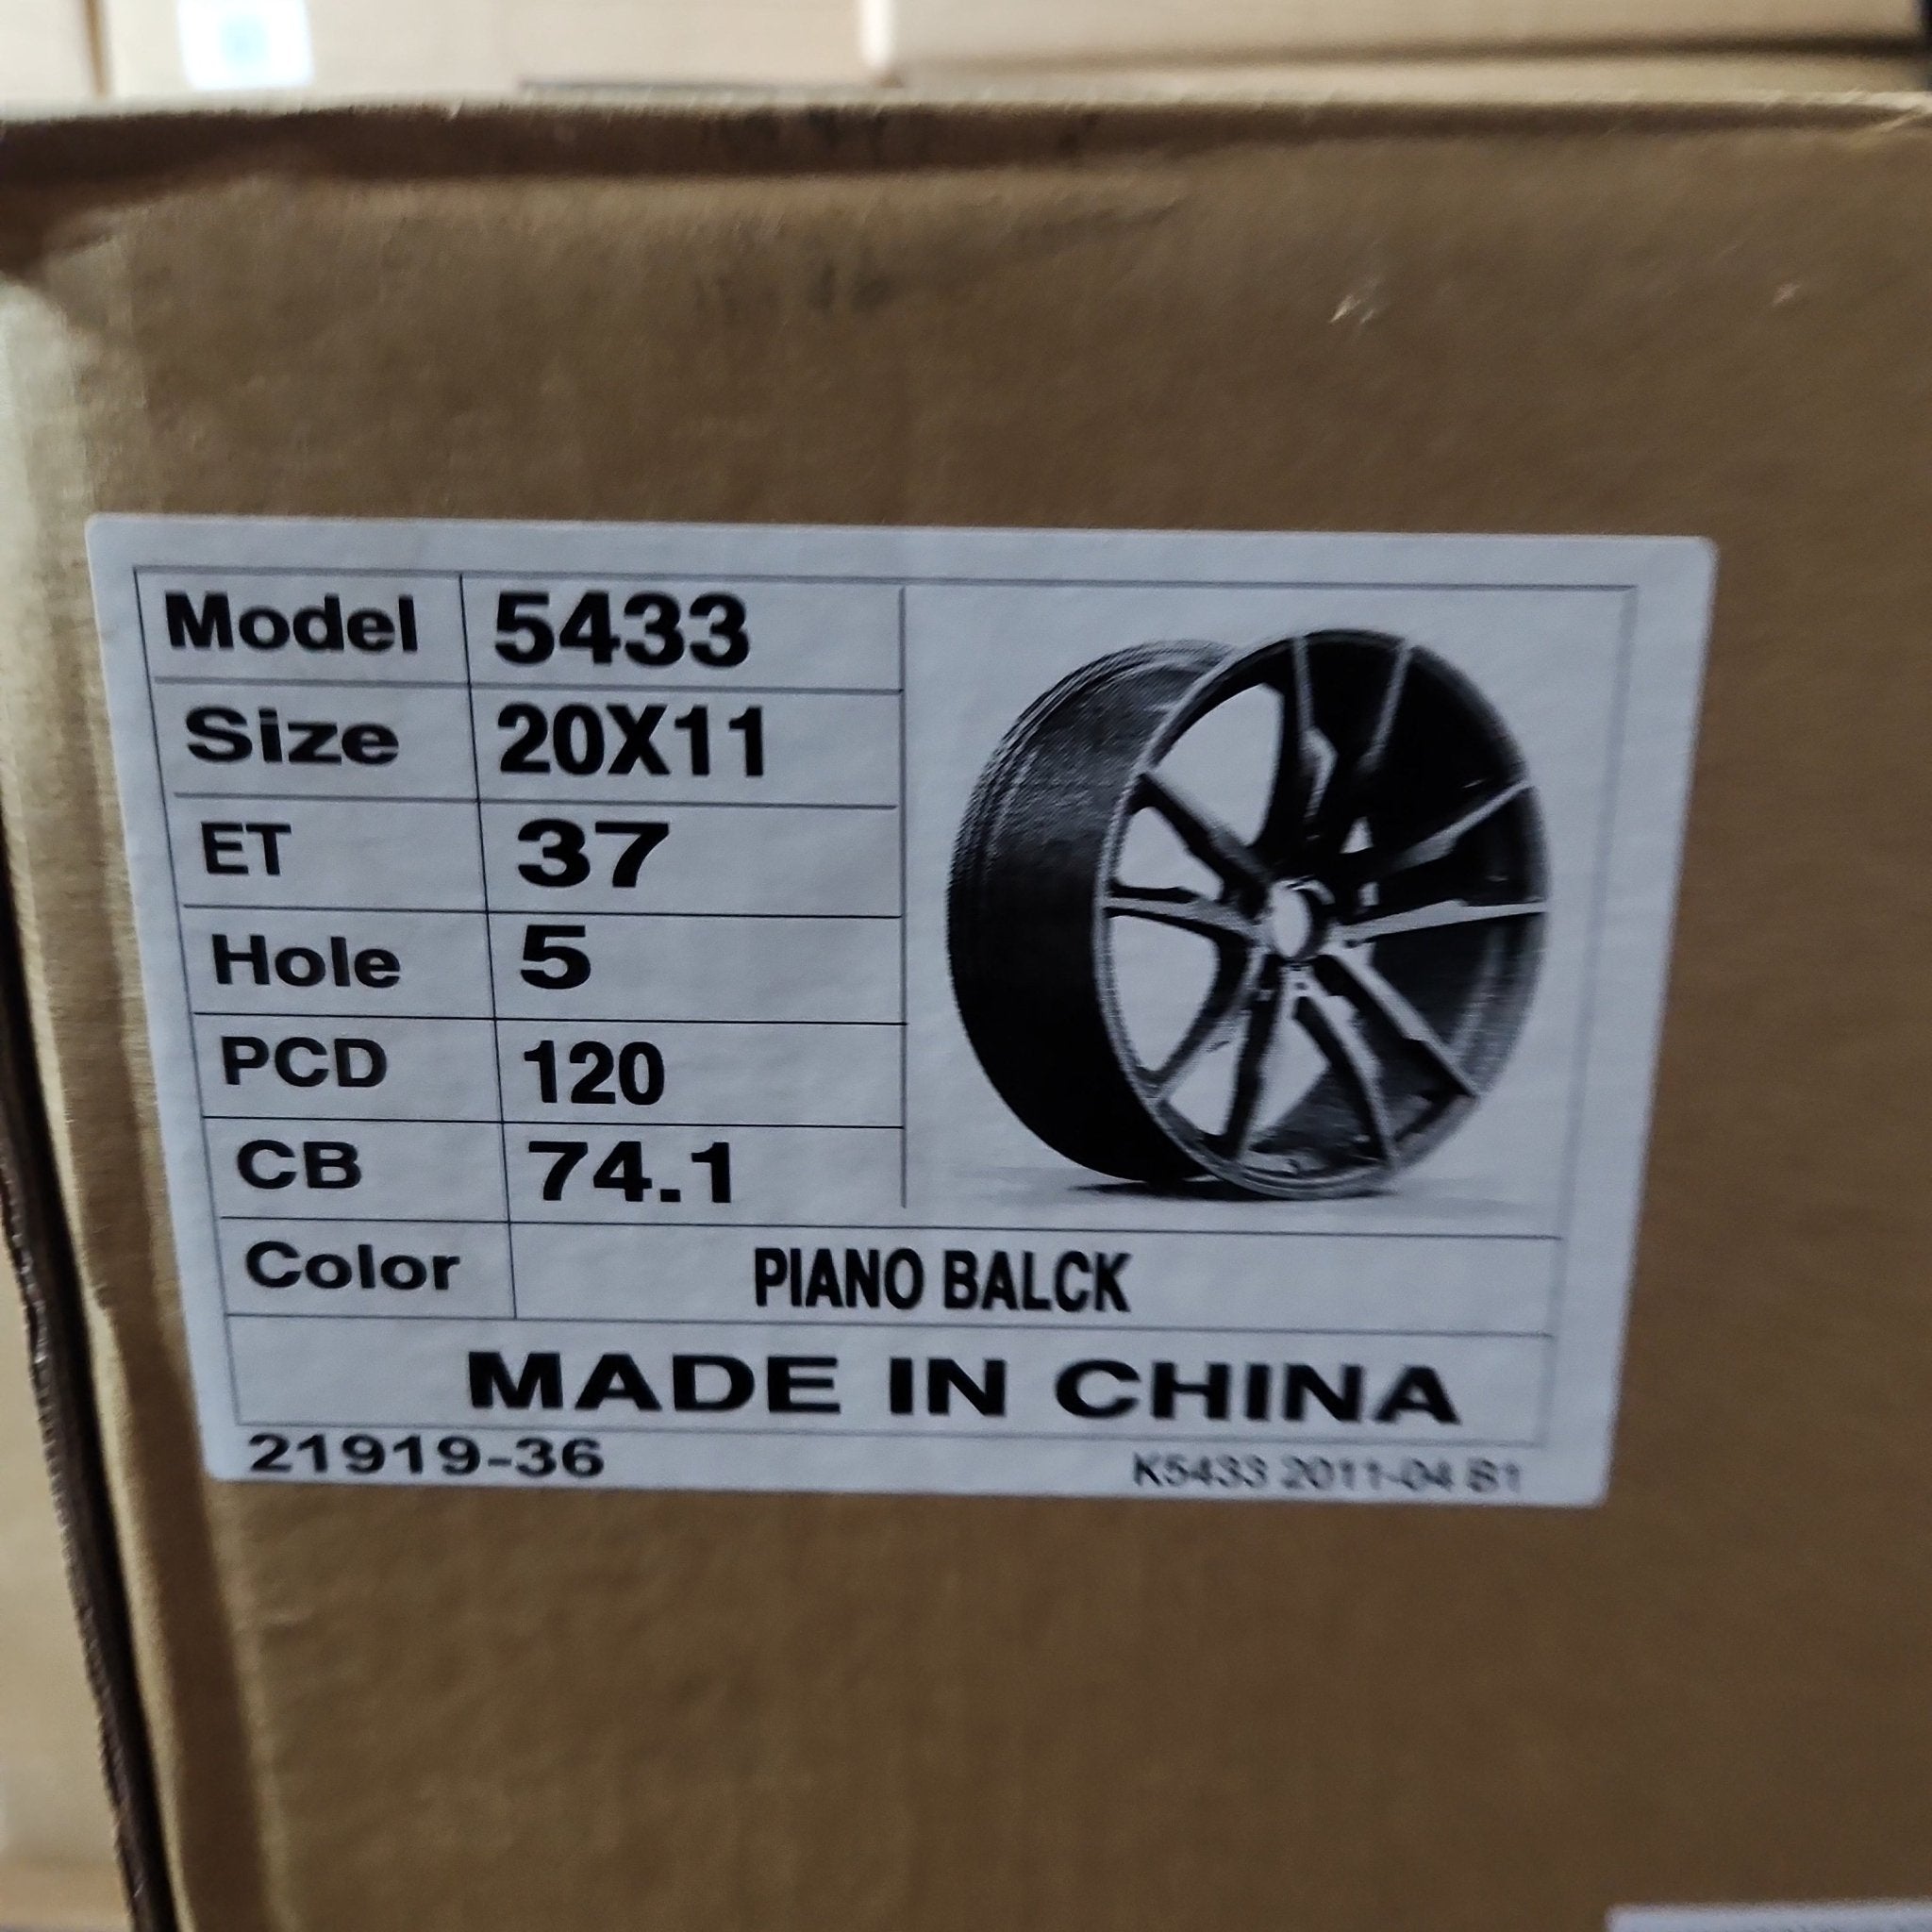 Model 5433
Size 20X11
ET 37
Hole 5
PCD 120
CB 74.1
Color PIANO BALCK
MADE IN CHINA
21919-36 K5433 2011-04 B1